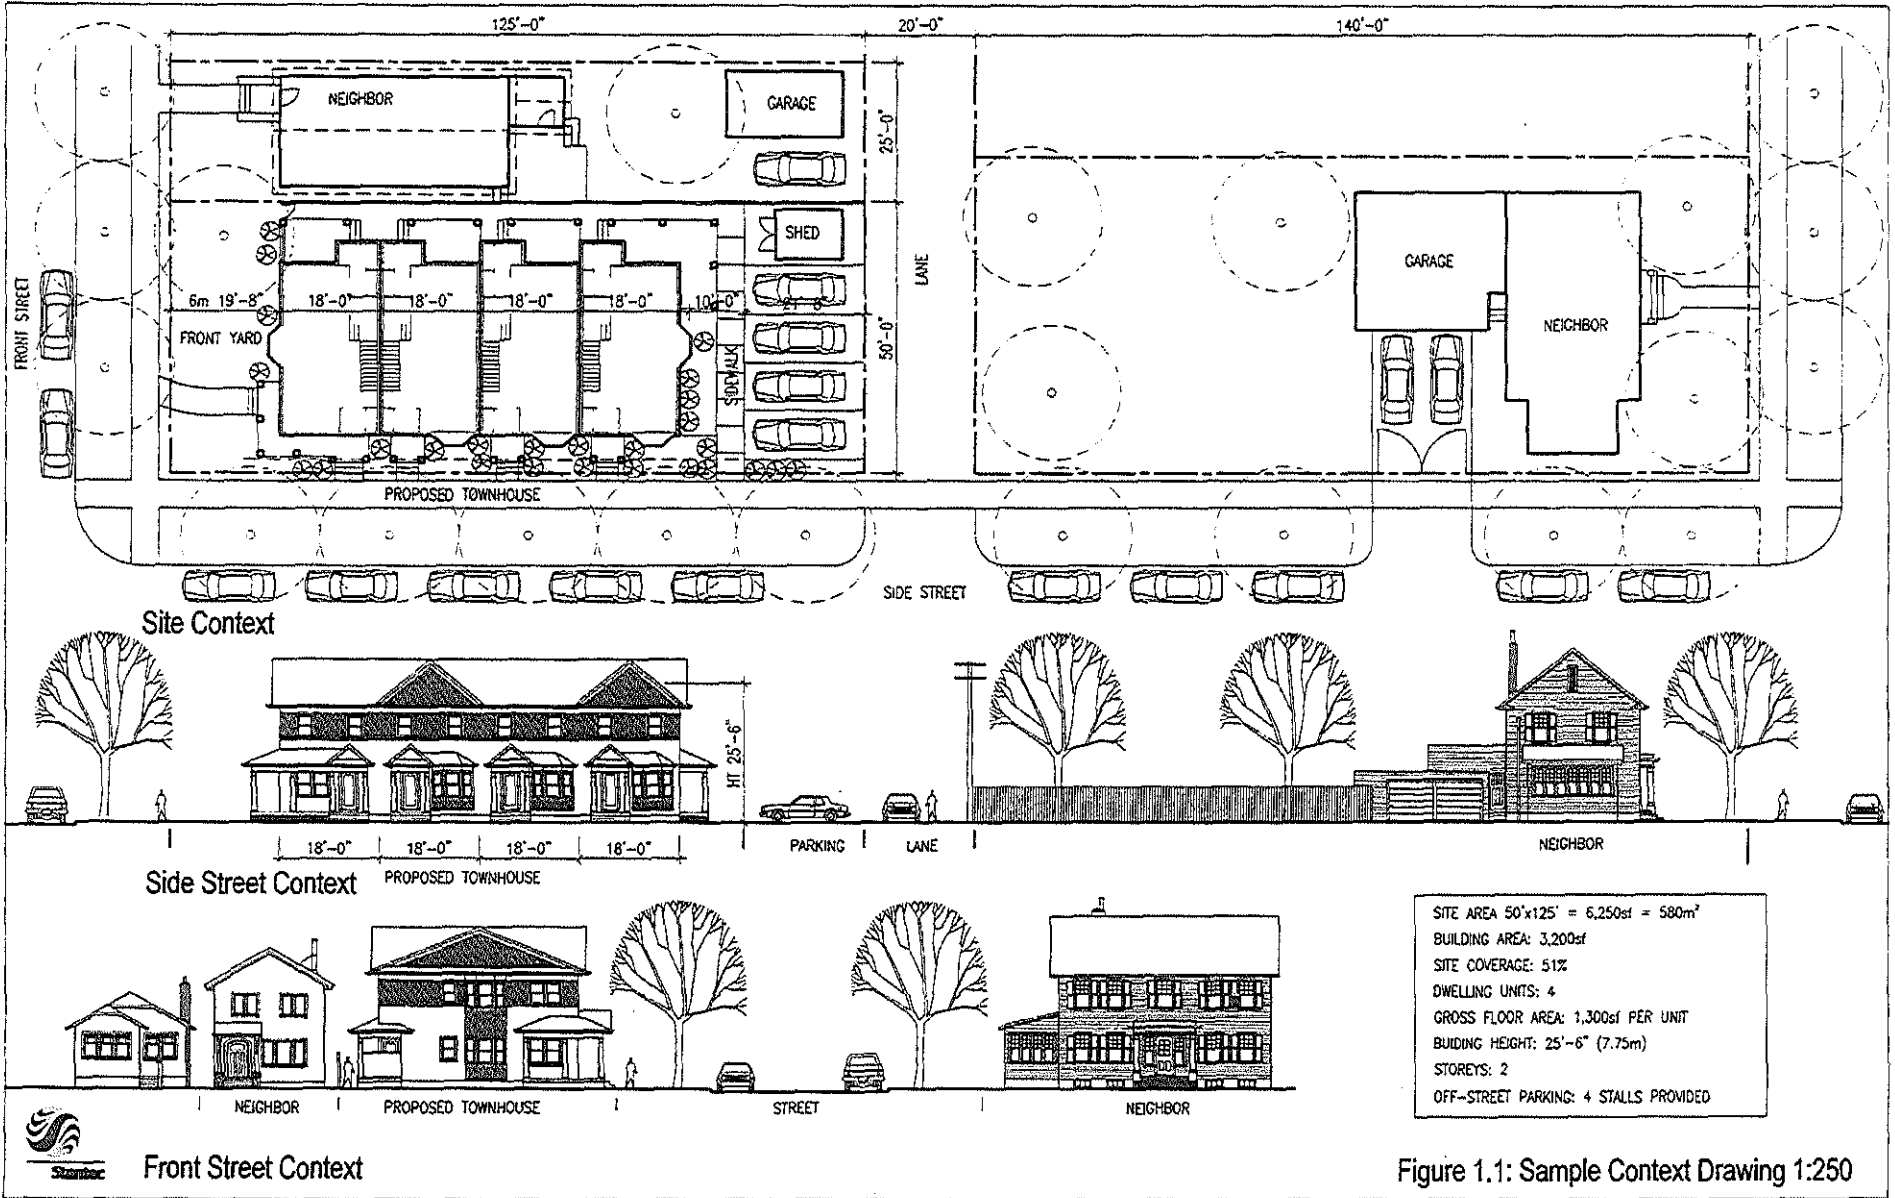 125'-0"
20'-0"
140'-0"
NEIGHBOR
GARAGE
25'-0"
SHED
LANE
GARAGE
FRONT STREET
6m 19'-8"
18'-0"
18'-0"
18'-0"
18'-0"
FRONT YARD
50'-0"
SIDEWALK
NEIGHBOR
PROPOSED TOWNHOUSE
SIDE STREET
Site Context
HT 25'-6"
18'-0"
18'-0"
18'-0"
18'-0"
PARKING
LANE
NEIGHBOR
Side Street Context
PROPOSED TOWNHOUSE
SITE AREA 50'x125' = 6,250sf = 580m²
BUILDING AREA: 3,200sf
SITE COVERAGE: 51%
DWELLING UNITS: 4
GROSS FLOOR AREA: 1,300sf PER UNIT
BUIDING HEIGHT: 25'-6" (7.75m)
STOREYS: 2
OFF-STREET PARKING: 4 STALLS PROVIDED
NEIGHBOR
PROPOSED TOWNHOUSE
STREET
NEIGHBOR
Stantec
Front Street Context
Figure 1.1: Sample Context Drawing 1:250